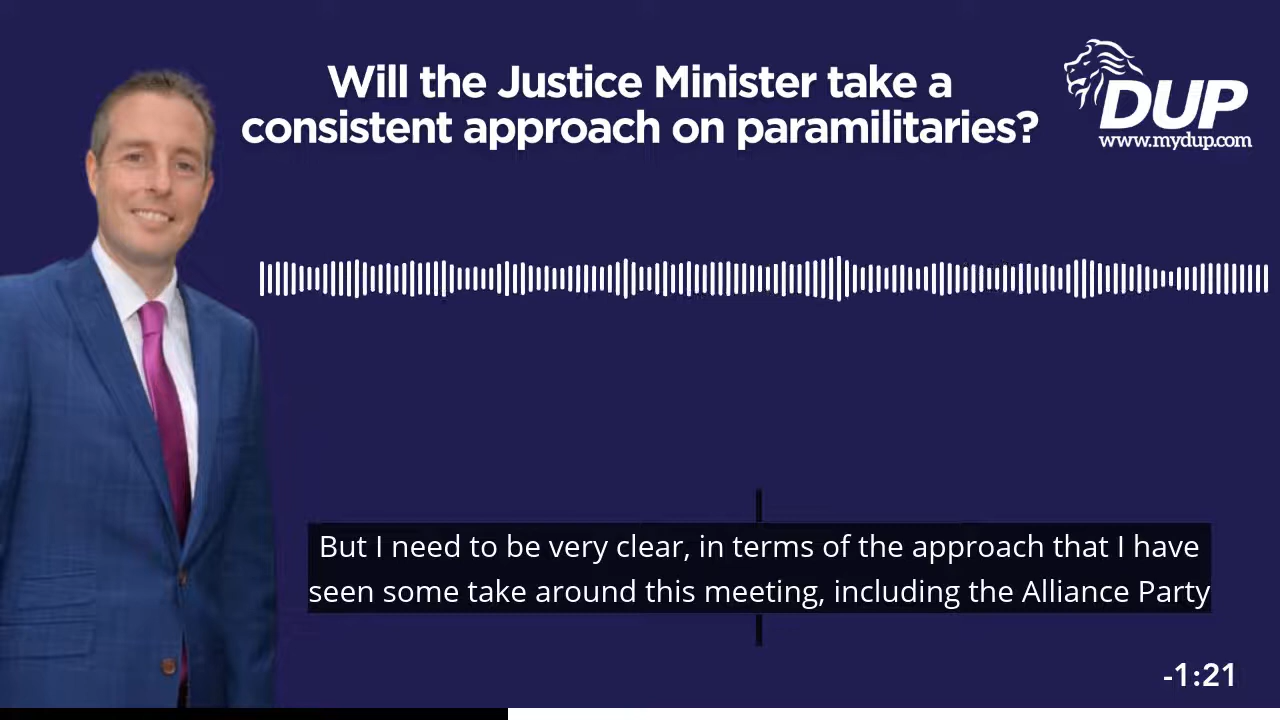 Will the Justice Minister take a
consistent approach on paramilitaries?
DUP
www.mydup.com
But I need to be very clear, in terms of the approach that I have
seen some take around this meeting, including the Alliance Party
-1:21